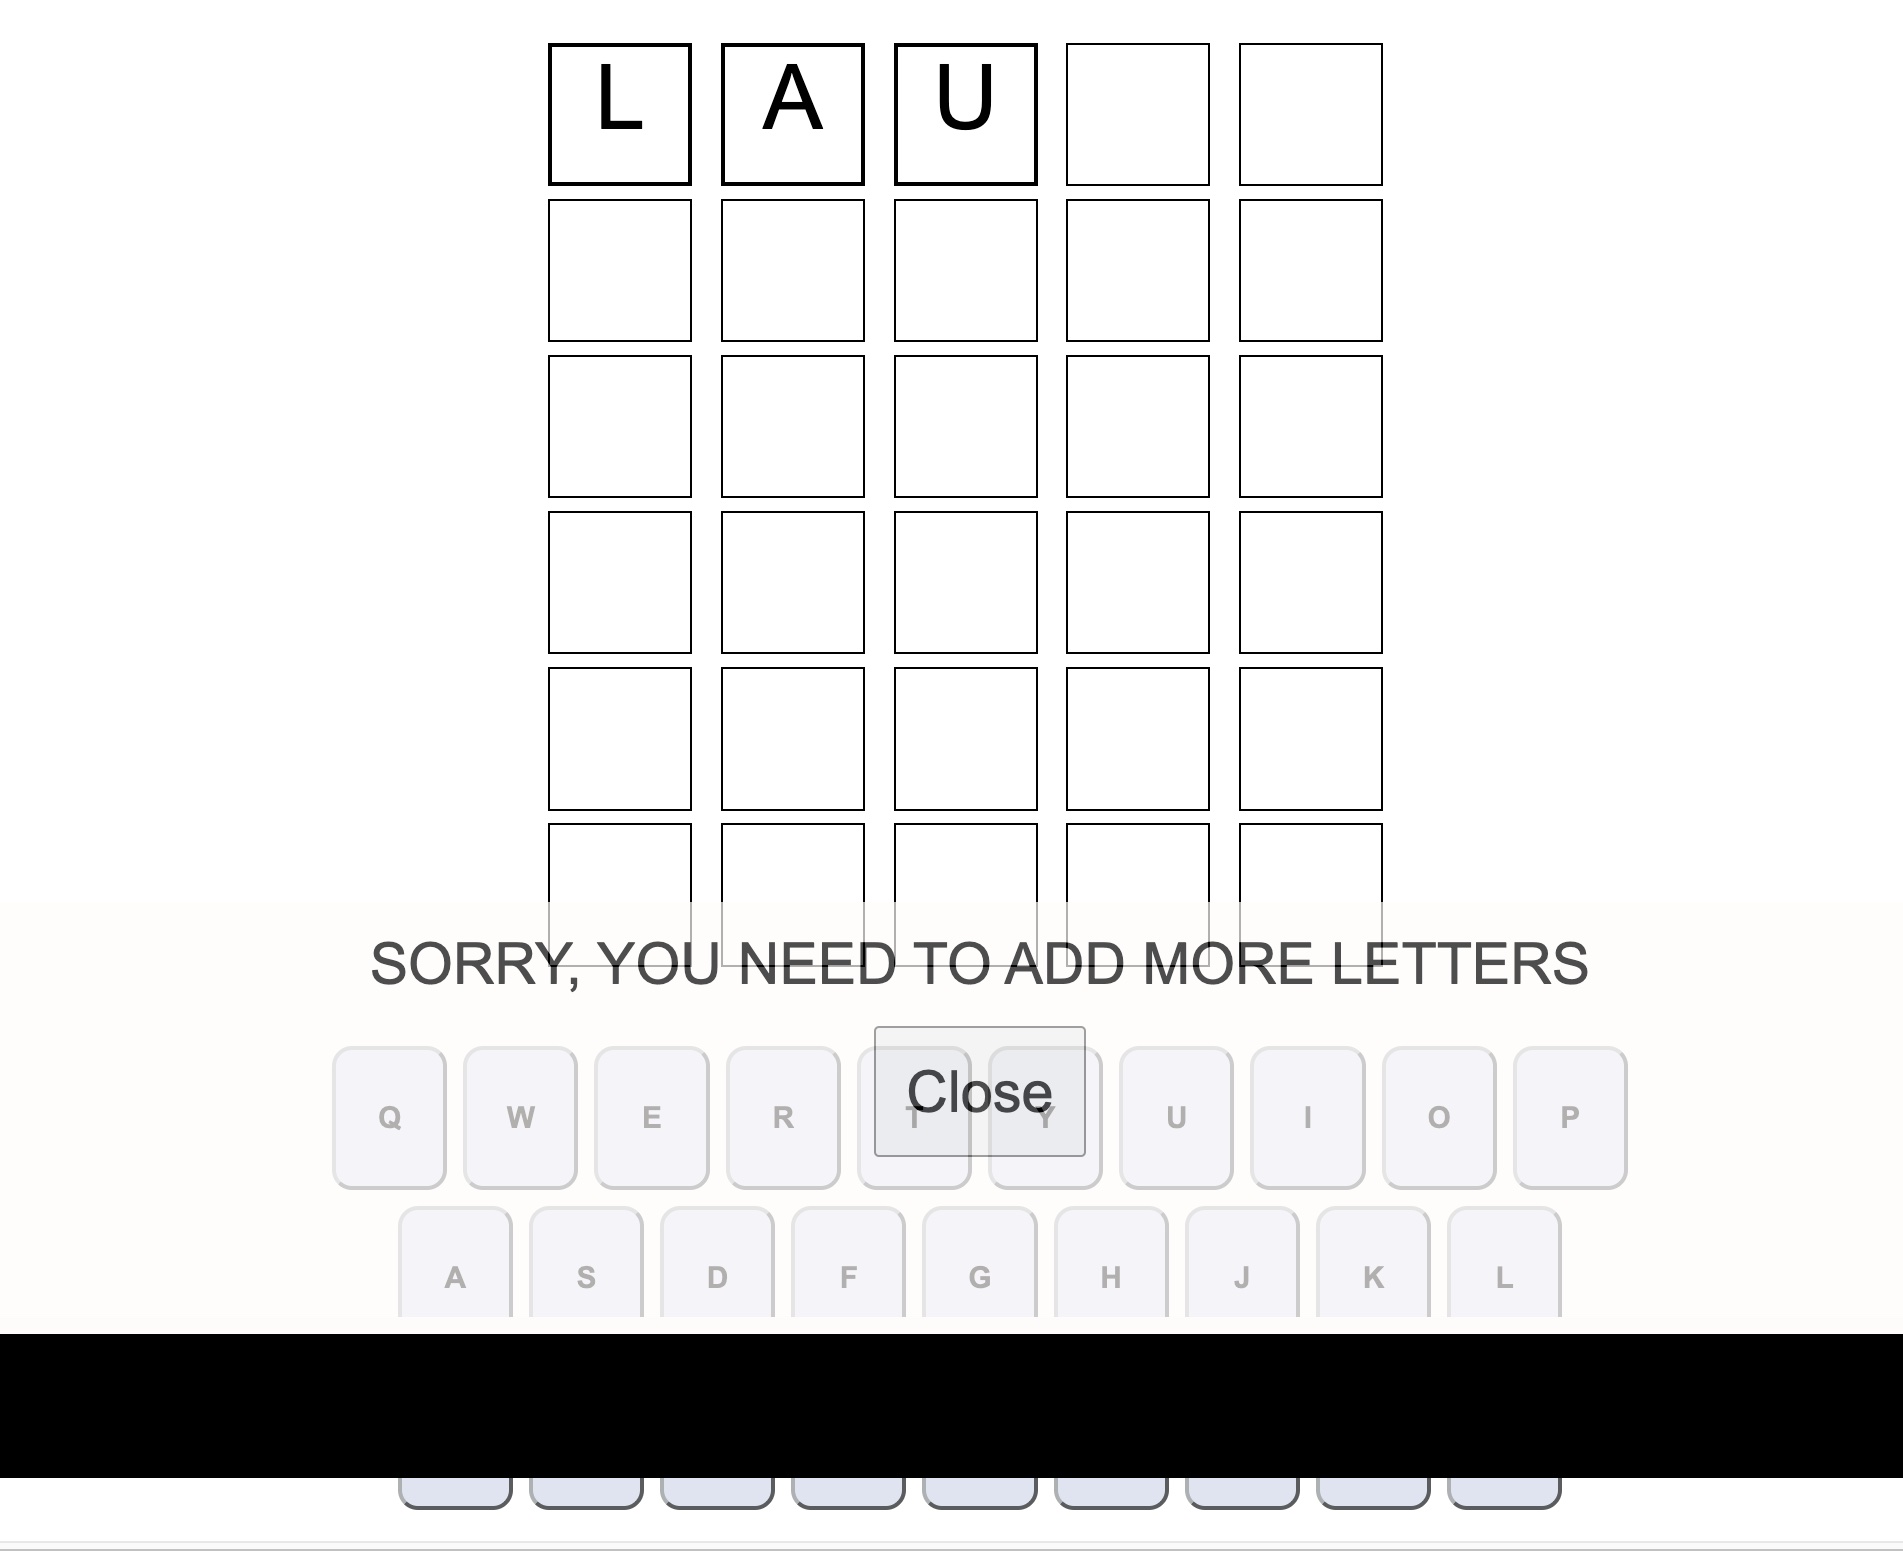 L A U
SORRY, YOU NEED TO ADD MORE LETTERS
Close
Q W E R T Y U I O P
A S D F G H J K L